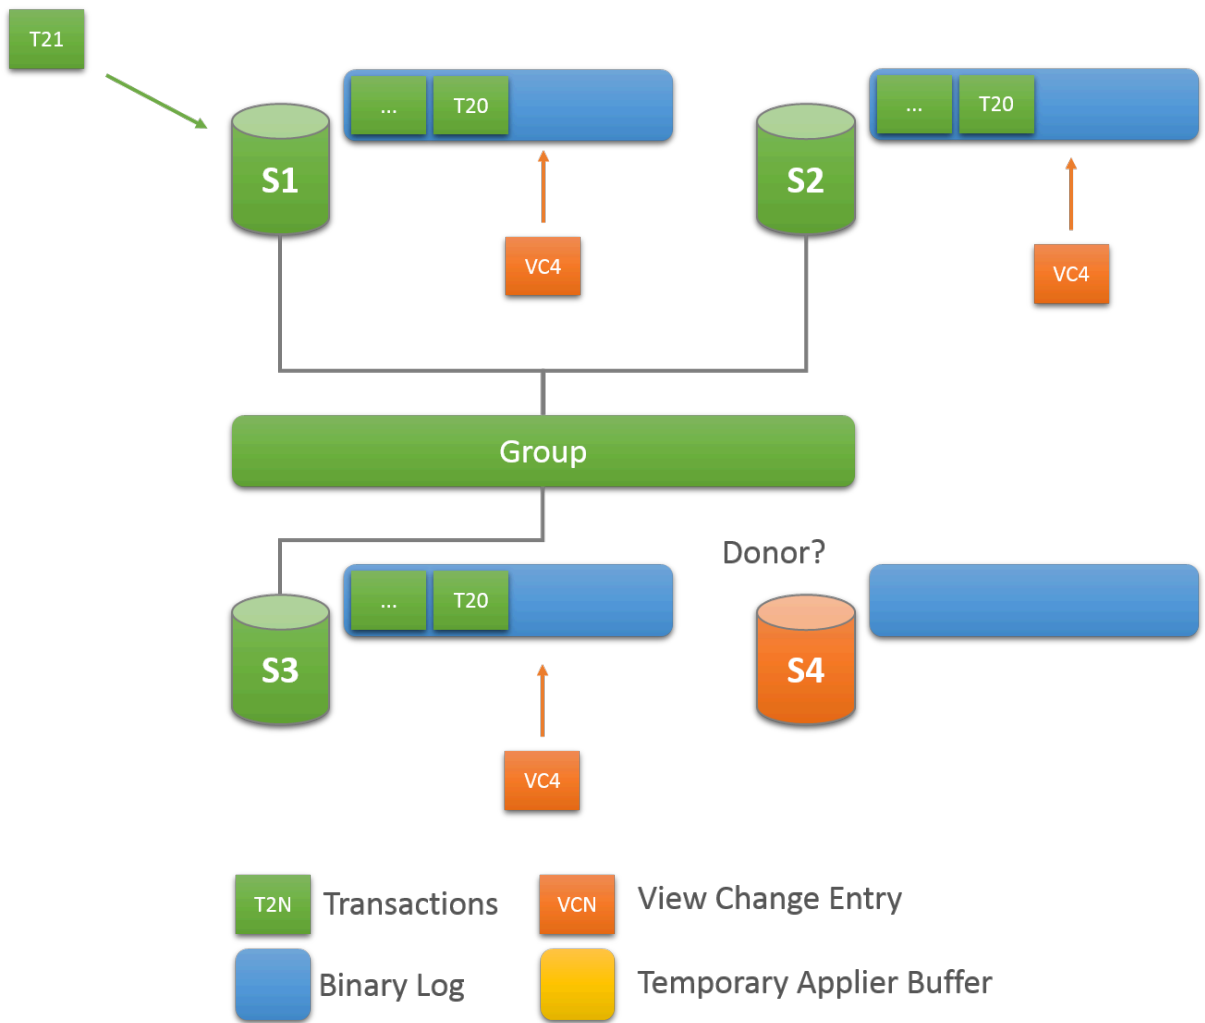 T21
... T20
S1
VC4
... T20
S2
VC4
Group
... T20
S3
VC4
Donor?
S4
T2N Transactions
VCN View Change Entry
Binary Log
Temporary Applier Buffer